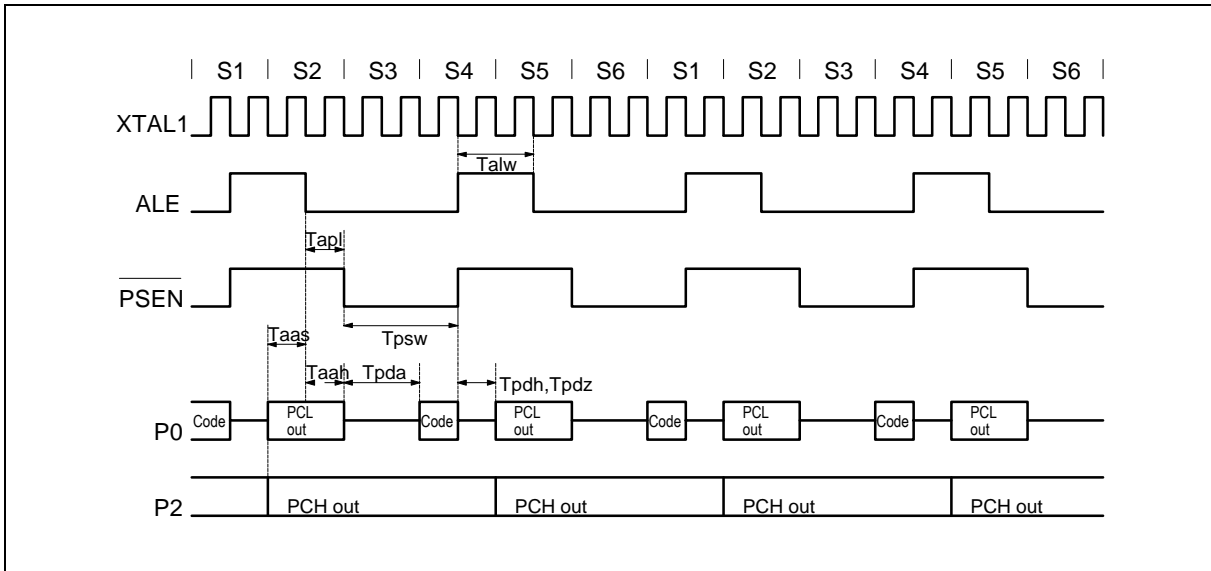 S1 S2 S3 S4 S5 S6 S1 S2 S3 S4 S5 S6
XTAL1
Talw
ALE
Tapl
PSEN
Taas
Tpsw
Taah Tpda
Tpdh,Tpdz
P0 Code PCL out Code PCL out Code PCL out Code PCL out
P2 PCH out PCH out PCH out PCH out